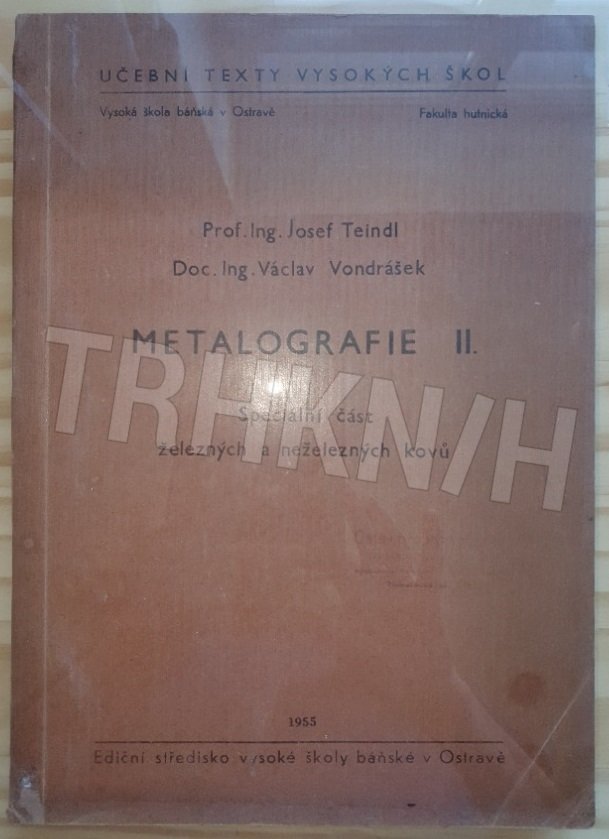 UČEBNÍ TEXTY VYSOKÝCH ŠKOL
Vysoká škola báňská v Ostravě Fakulta hutnická
Prof. Ing. Josef Teindl
Doc. Ing. Václav Vondrášek
METALOGRAFIE II.
Speciální část
železných a neželezných kovů
TRHKNIH
1955
Ediční středisko vysoké školy báňské v Ostravě